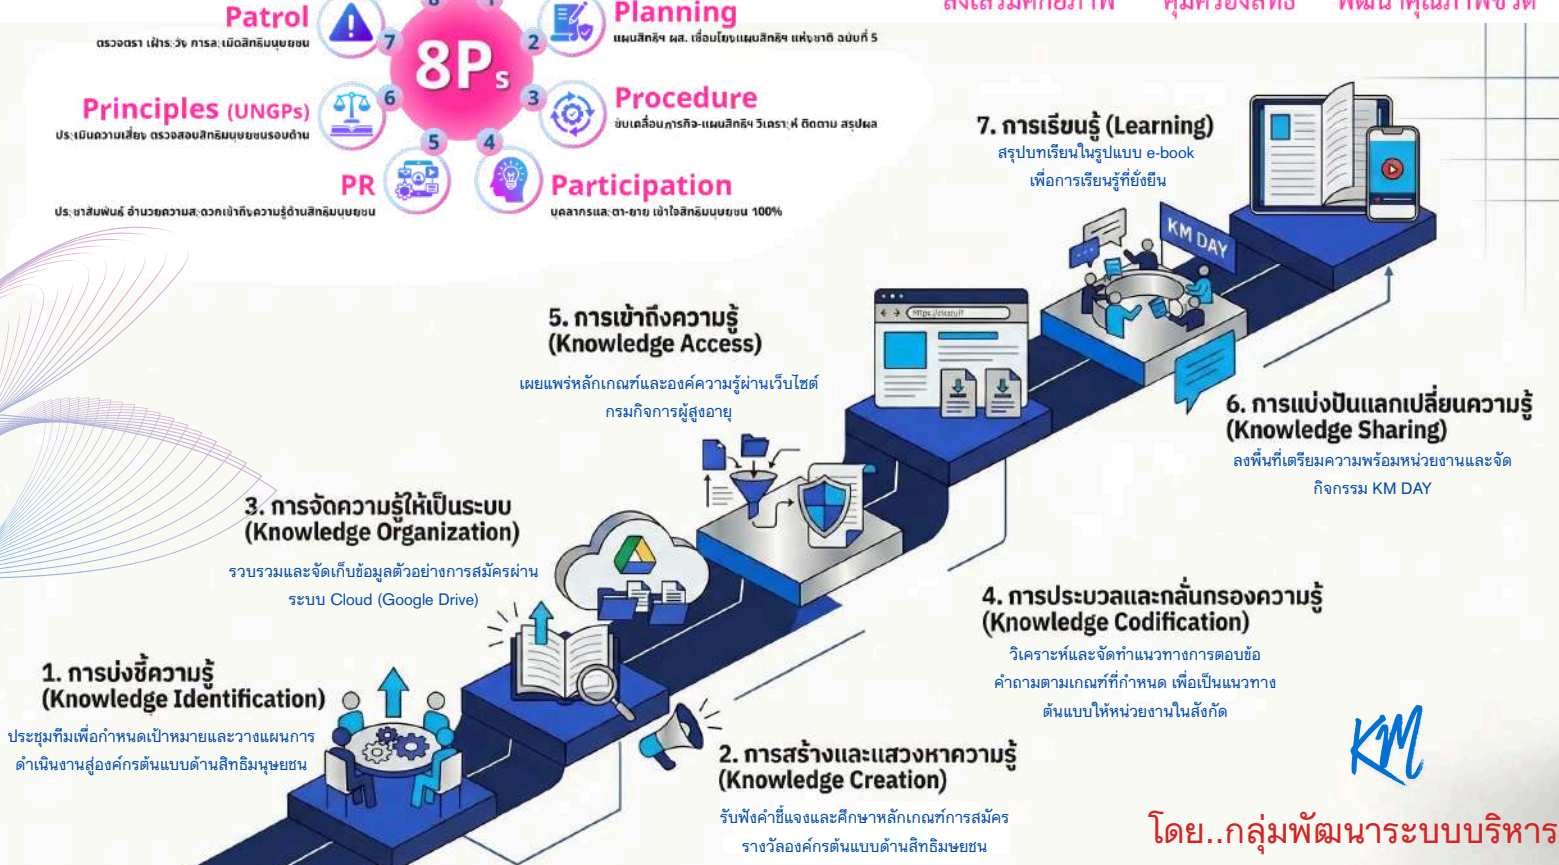 Patrol
ตรวจตรา เฝ้าระวัง การละเมิดสิทธิมนุษยชน
7
8Ps
Planning
แผนสิทธิฯ ผส. เชื่อมโยงแผนสิทธิฯ แห่งชาติ ฉบับที่ 5
2
ส่งเสริมศักยภาพ คุ้มครองสิทธิ พัฒนาคุณภาพชีวิต
Principles (UNGPs)
ประเมินความเสี่ยง ตรวจสอบสิทธิมนุษยชนรอบด้าน
6
Procedure
ขับเคลื่อนภารกิจ-แผนสิทธิฯ วิเคราะห์ ติดตาม สรุปผล
3
PR
ประชาสัมพันธ์ อำนวยความสะดวกเข้าถึงความรู้ด้านสิทธิมนุษยชน
5
Participation
บุคลากรและตา-ยาย เข้าใจสิทธิมนุษยชน 100%
4
7. การเรียนรู้ (Learning)
สรุปบทเรียนในรูปแบบ e-book
เพื่อการเรียนรู้ที่ยั่งยืน
KM DAY
5. การเข้าถึงความรู้
(Knowledge Access)
เผยแพร่หลักเกณฑ์และองค์ความรู้ผ่านเว็บไซต์
กรมกิจการผู้สูงอายุ
6. การแบ่งปันแลกเปลี่ยนความรู้
(Knowledge Sharing)
ลงพื้นที่เตรียมความพร้อมหน่วยงานและจัด
กิจกรรม KM DAY
3. การจัดความรู้ให้เป็นระบบ
(Knowledge Organization)
รวบรวมและจัดเก็บข้อมูลตัวอย่างการสมัครผ่าน
ระบบ Cloud (Google Drive)
4. การประมวลและกลั่นกรองความรู้
(Knowledge Codification)
วิเคราะห์และจัดทำแนวทางการตอบข้อ
คำถามตามเกณฑ์ที่กำหนด เพื่อเป็นแนวทาง
ต้นแบบให้หน่วยงานในสังกัด
1. การบ่งชี้ความรู้
(Knowledge Identification)
ประชุมทีมเพื่อกำหนดเป้าหมายและวางแผนการ
ดำเนินงานสู่องค์กรต้นแบบด้านสิทธิมนุษยชน
2. การสร้างและแสวงหาความรู้
(Knowledge Creation)
รับฟังคำชี้แจงและศึกษาหลักเกณฑ์การสมัคร
รางวัลองค์กรต้นแบบด้านสิทธิมษยชน
KM
โดย..กลุ่มพัฒนาระบบบริหาร